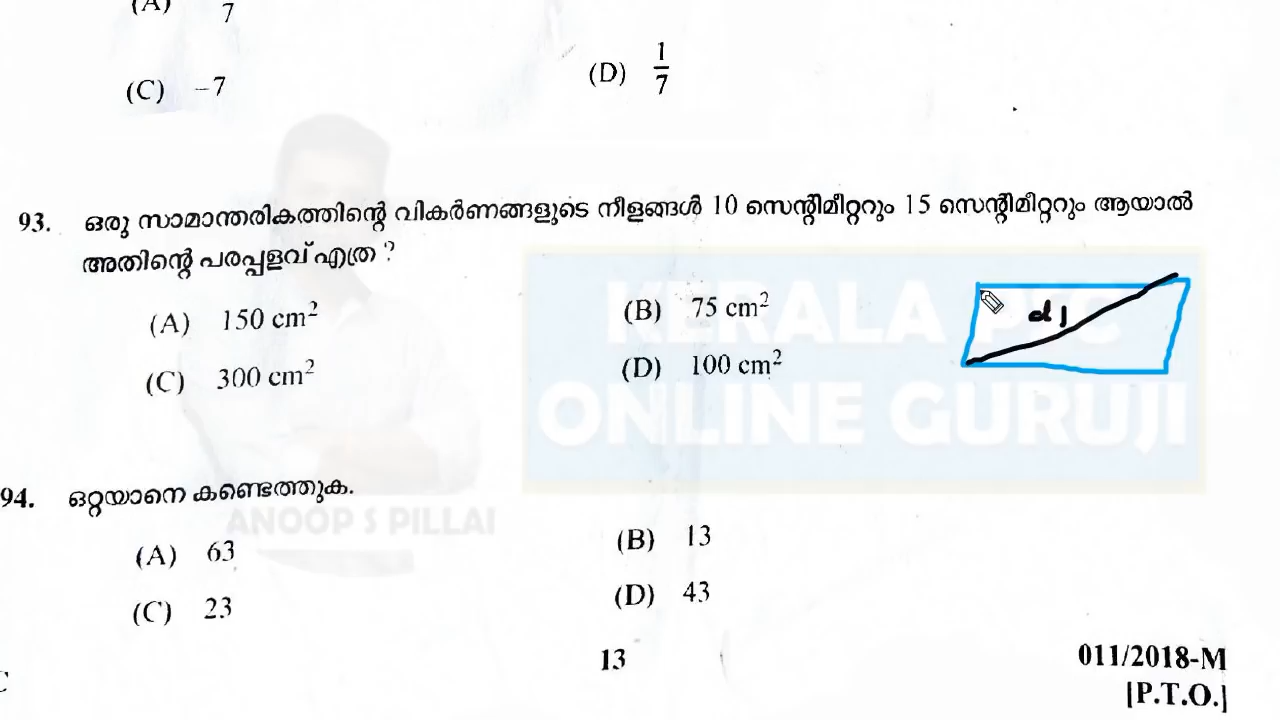 (A) 7
(C) -7
(D) 1/7
93. ഒരു സാമാന്തരികത്തിന്റെ വികർണങ്ങളുടെ നീളങ്ങൾ 10 സെന്റീമീറ്ററും 15 സെന്റീമീറ്ററും ആയാൽ
അതിന്റെ പരപ്പളവ് എത്ര ?
(A) 150 cm²
(B) 75 cm²
(C) 300 cm²
(D) 100 cm²
d1
KERALA PSC
ONLINE GURUJI
94. ഒറ്റയാനെ കണ്ടെത്തുക.
ANOOP S PILLAI
(A) 63
(B) 13
(C) 23
(D) 43
13
011/2018-M
[P.T.O.]